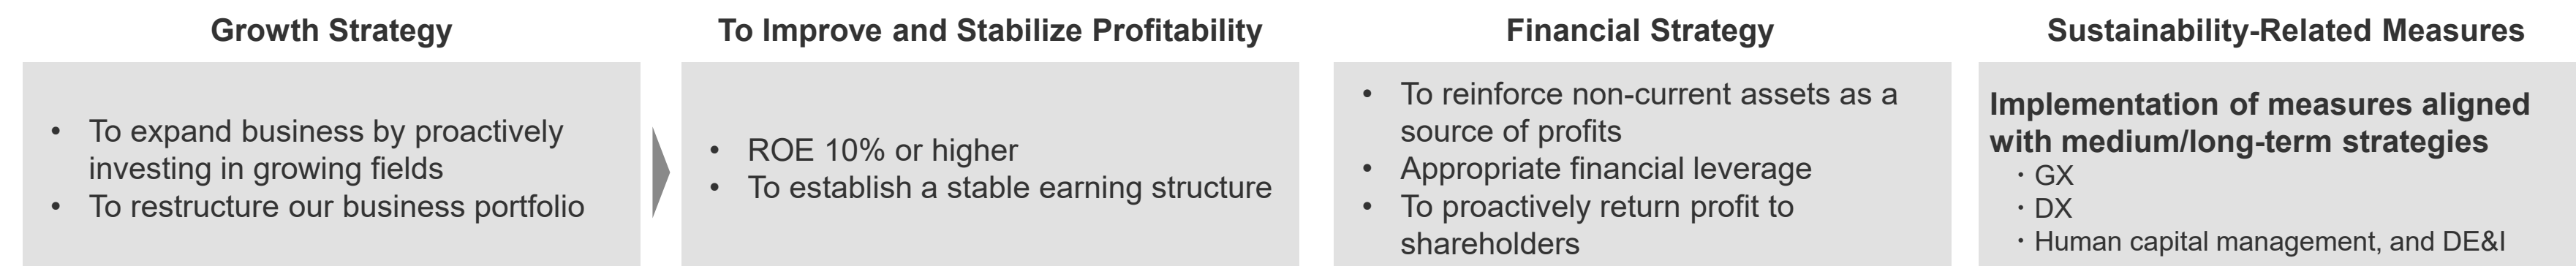 Growth Strategy
• To expand business by proactively
investing in growing fields
• To restructure our business portfolio
To Improve and Stabilize Profitability
• ROE 10% or higher
• To establish a stable earning structure
Financial Strategy
• To reinforce non-current assets as a
source of profits
• Appropriate financial leverage
• To proactively return profit to
shareholders
Sustainability-Related Measures
Implementation of measures aligned
with medium/long-term strategies
・GX
・DX
・Human capital management, and DE&I